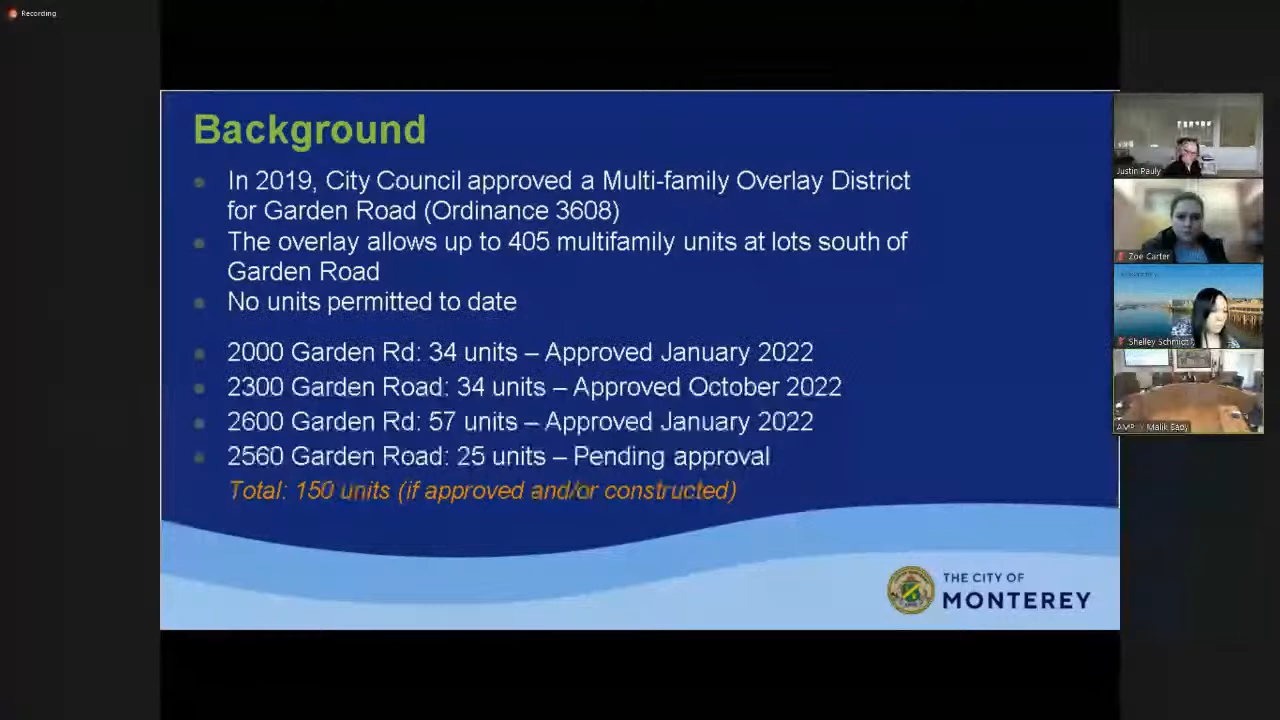 Recording
Background
In 2019, City Council approved a Multi-family Overlay District
for Garden Road (Ordinance 3608)
The overlay allows up to 405 multifamily units at lots south of
Garden Road
No units permitted to date
2000 Garden Rd: 34 units – Approved January 2022
2300 Garden Road: 34 units – Approved October 2022
2600 Garden Rd: 57 units – Approved January 2022
2560 Garden Road: 25 units – Pending approval
Total: 150 units (if approved and/or constructed)
THE CITY OF
MONTEREY
Justin Pauly
Zoe Carter
Shelley Schmidt
AMP Malik Eady